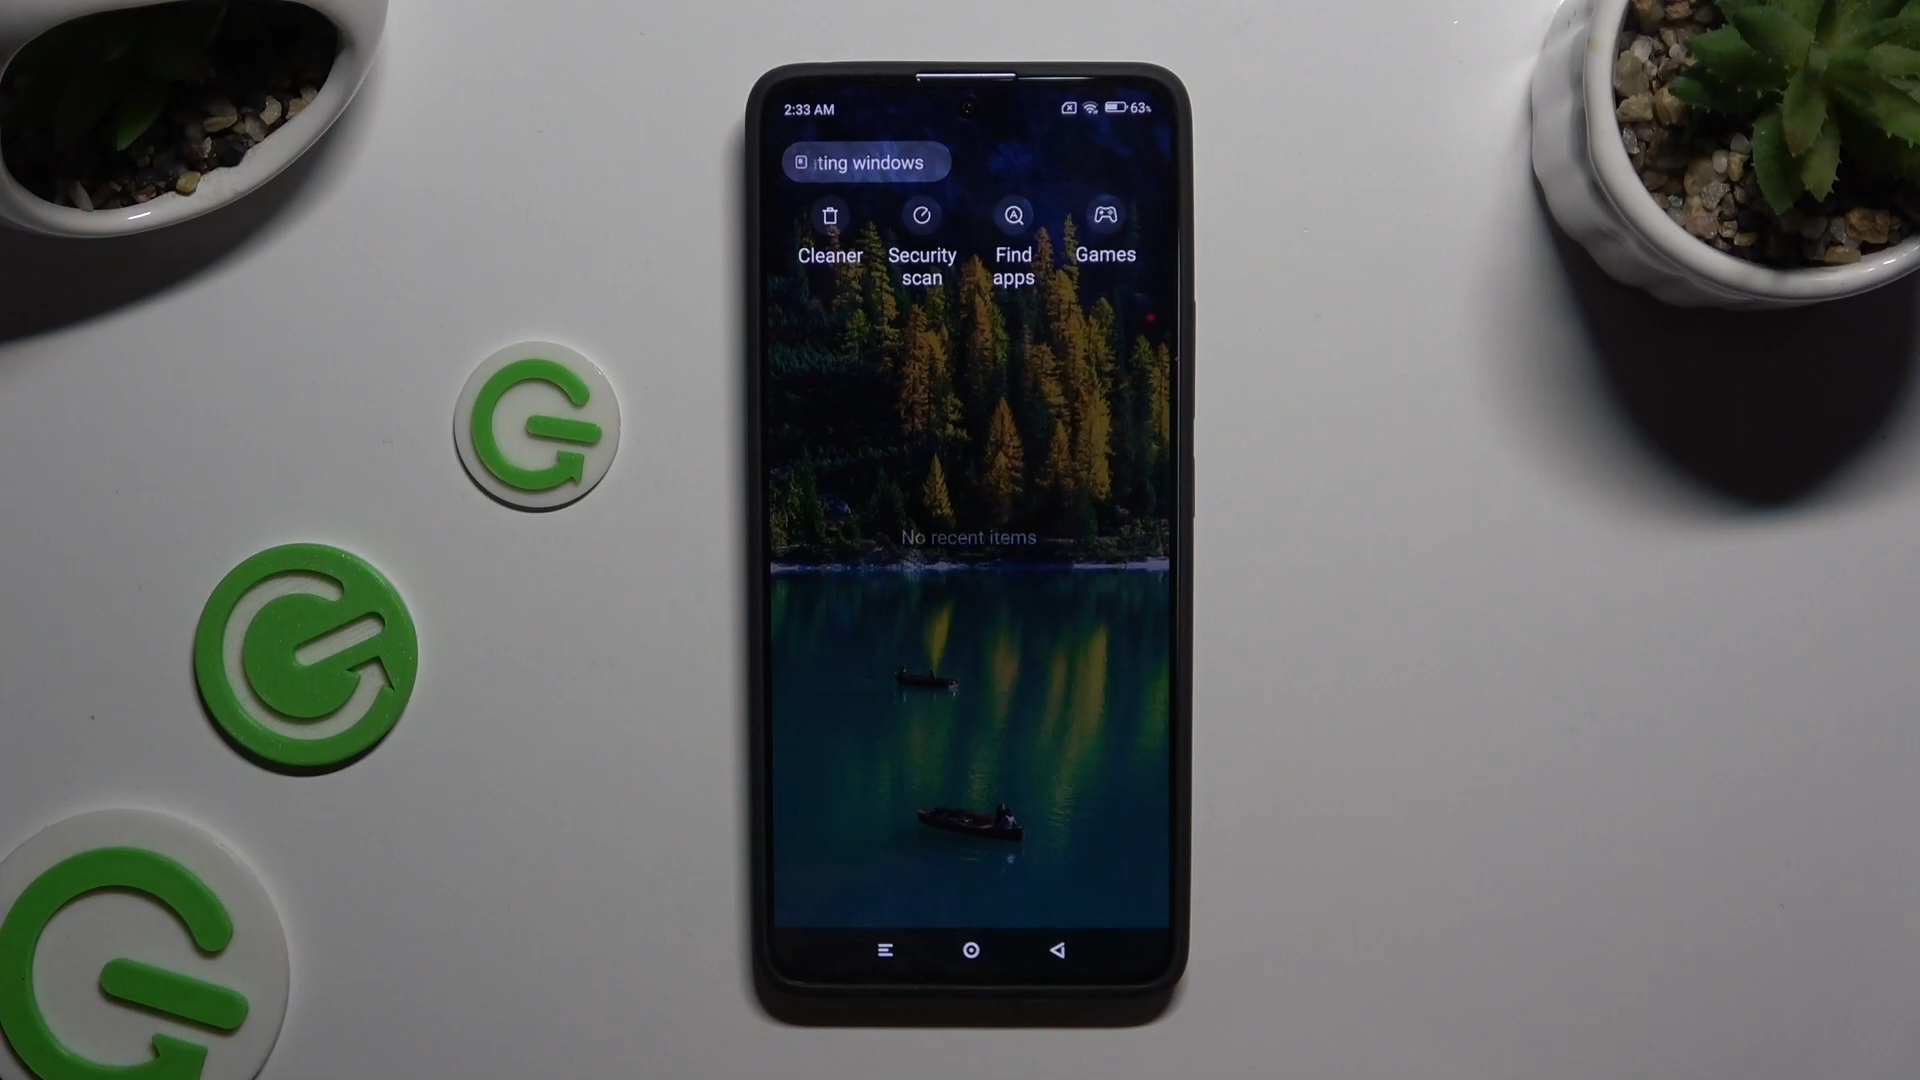 2:33 AM 63%
ting windows
Cleaner Security scan Find apps Games
No recent items